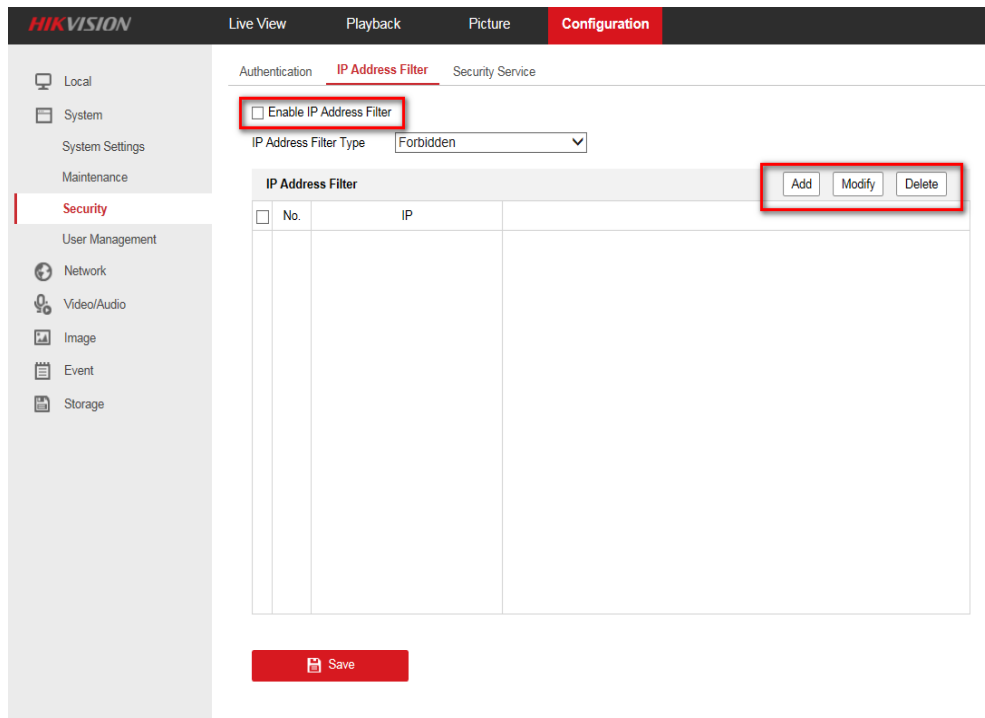 HIKVISION
Live View Playback Picture Configuration
Local
System
System Settings
Maintenance
Security
User Management
Network
Video/Audio
Image
Event
Storage
Authentication IP Address Filter Security Service
Enable IP Address Filter
IP Address Filter Type Forbidden
IP Address Filter Add Modify Delete
No. IP
Save